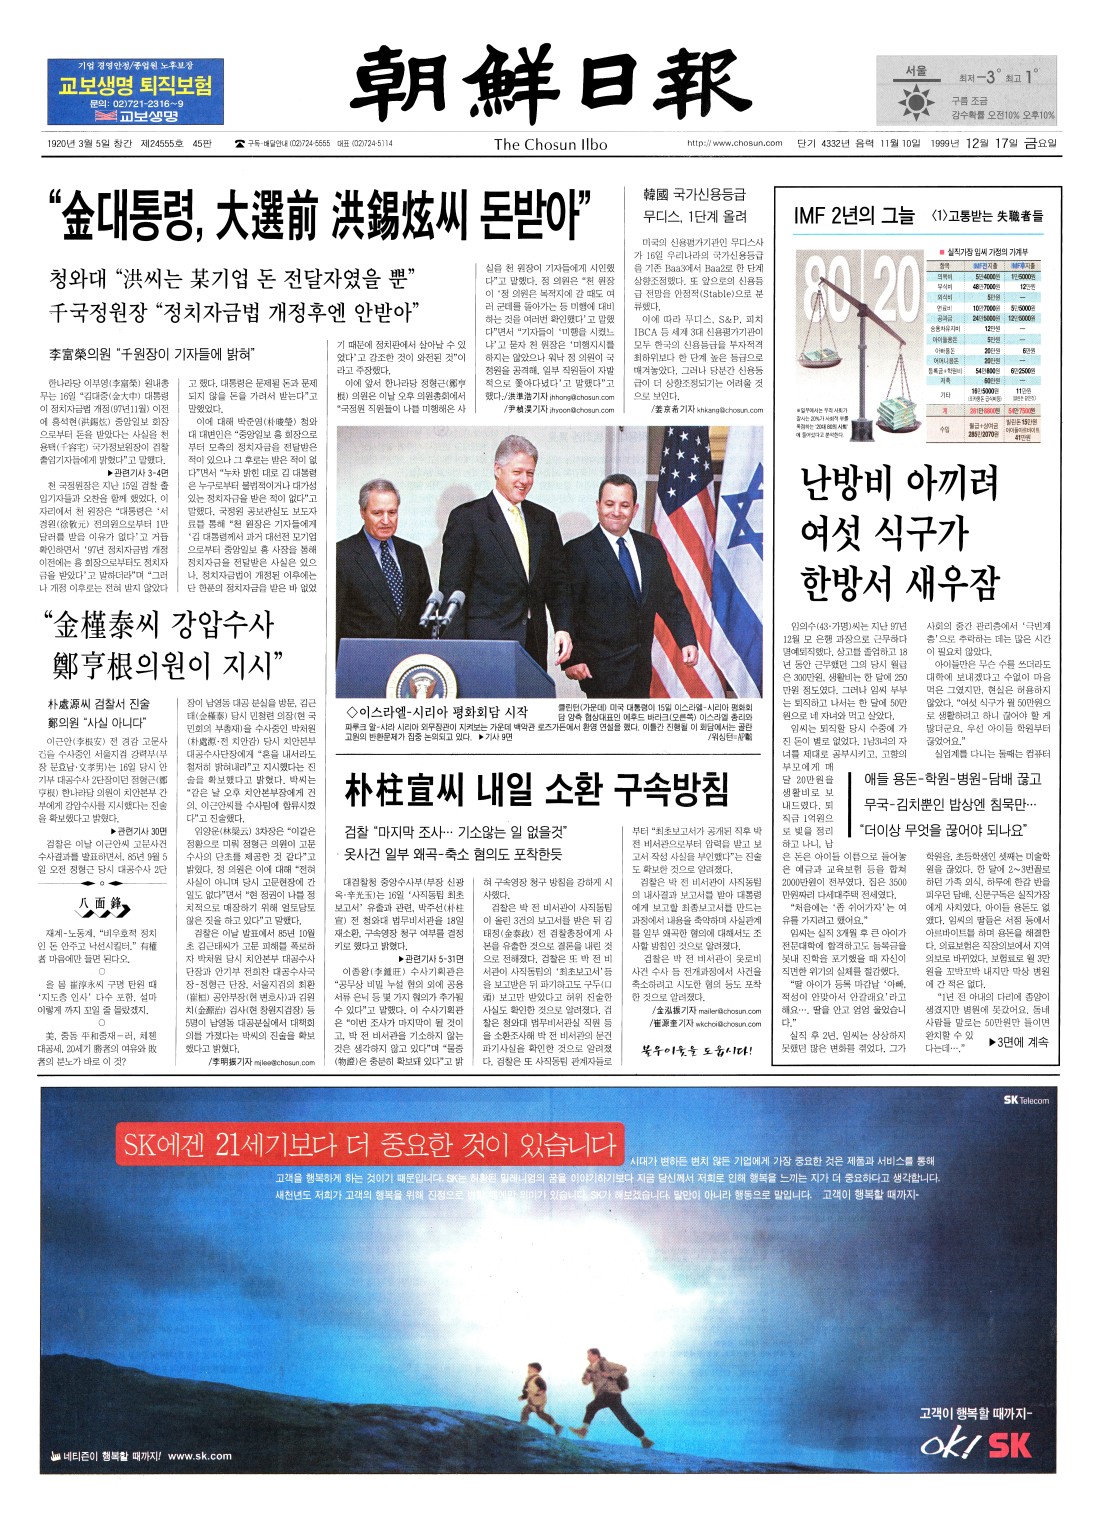 기업 경영안정/종업원 노후보장
교보생명 퇴직보험
문의: 02)721-2316~9
교보생명
朝鮮日報
서울
최저 -3° 최고 1°
구름 조금
강수확률 오전10% 오후10%
1920년 3월 5일 창간 제24555호 45판
구독·배달안내 (02)724-5555 대표 (02)724-5114
The Chosun Ilbo
http://www.chosun.com
단기 4332년 음력 11월 10일 1999년 12월 17일 금요일
“金대통령, 大選前 洪錫炫씨 돈받아”
청와대 “洪씨는 某기업 돈 전달자였을 뿐”
千국정원장 “정치자금법 개정후엔 안받아”
李富榮의원 “千원장이 기자들에 밝혀”
한나라당 이부영(李富榮) 원내총
무는 16일 “김대중(金大中) 대통령
이 정치자금법 개정(97년11월) 이전
에 홍석현(洪錫炫) 중앙일보 회장
으로부터 돈을 받았다는 사실을 천
용택(千容宅) 국가정보원장이 검찰
출입기자들에게 밝혔다”고 말했다.
▶관련기사 3·4면
천 국정원장은 지난 15일 검찰 출
입기자들과 오찬을 함께 했었다. 이
자리에서 천 원장은 “대통령은 ‘서
경원(徐敬元) 전의원으로부터 1만
달러를 받을 이유가 없다’고 거듭
확인하면서 ‘97년 정치자금법 개정
이전에는 홍 회장으로부터도 정치자
금을 받았다’고 말하더라”며 “그러
나 개정 이후로는 전혀 받지 않았다
고 했다. 대통령은 문제될 돈과 문제
되지 않을 돈을 가려서 받는다”고
말했었다.
이에 대해 박준영(朴晙瑩) 청와
대 대변인은 “중앙일보 홍 회장으로
부터 모측의 정치자금을 전달받은
적이 있으나 그 후로는 받은 적이 없
다”면서 “누차 밝힌 대로 김 대통령
은 누구로부터 불법적이거나 대가성
있는 정치자금을 받은 적이 없다”고
말했다. 국정원 공보관실도 보도자
료를 통해 “천 원장은 기자들에게
‘김 대통령께서 과거 대선전 모기업
으로부터 중앙일보 홍 사장을 통해
정치자금을 전달받은 사실은 있으
나, 정치자금법이 개정된 이후에는
단 한푼의 정치자금을 받은 바 없었
기 때문에 정치판에서 살아날 수 있
었다’고 강조한 것이 와전된 것”이
라고 주장했다.
이에 앞서 한나라당 정형근(鄭亨
根) 의원은 이날 오후 의원총회에서
“국정원 직원들이 나를 미행해온 사
실을 천 원장이 기자들에게 시인했
다”고 말했다. 정 의원은 “천 원장
이 ‘정 의원은 목적지에 갈 때도 여
러 군데를 돌아가는 등 미행에 대비
하는 것을 여러번 확인했다’고 말했
다”면서 “기자들이 ‘미행을 시켰느
냐’고 묻자 천 원장은 ‘미행지시를
하지는 않았으나 워낙 정 의원이 국
정원을 공격해, 일부 직원들이 자발
적으로 쫓아다녔다’고 말했다”고
했다. /洪準浩기자 jhhong@chosun.com
/尹楨淏기자 jhyoon@chosun.com
韓國 국가신용등급
무디스, 1단계 올려
미국의 신용평가기관인 무디스사
가 16일 우리나라의 국가신용등급
을 기존 Baa3에서 Baa2로 한 단계
상향조정했다. 또 앞으로의 신용등
급 전망을 안정적(Stable)으로 분
류했다.
이에 따라 무디스, S&P, 피치
IBCA 등 세계 3대 신용평가기관이
모두 한국의 신용등급을 투자적격
최하위보다 한 단계 높은 등급으로
매겨놓았다. 그러나 당분간 신용등
급이 더 상향조정되기는 어려울 것
으로 보인다.
/姜京希기자 khkang@chosun.com
◇이스라엘-시리아 평화회담 시작
클린턴(가운데) 미국 대통령이 15일 이스라엘-시리아 평화회
담 양측 협상대표인 에후드 바라크(오른쪽) 이스라엘 총리와
파루크 알-샤라 시리아 외무장관이 지켜보는 가운데 백악관 로즈가든에서 환영 연설을 했다. 이틀간 진행될 이 회담에서는 골란
고원의 반환문제가 집중 논의되고 있다. ▶기사 9면
“金槿泰씨 강압수사
鄭亨根의원이 지시”
朴處源씨 검찰서 진술
鄭의원 “사실 아니다”
이근안(李根安) 전 경감 고문사
건을 수사중인 서울지검 강력부(부
장 문효남·文孝男)는 16일 당시 안
기부 대공수사 2단장이던 정형근(鄭
亨根) 한나라당 의원이 치안본부 간
부에게 강압수사를 지시했다는 진술
을 확보했다고 밝혔다.
▶관련기사 30면
검찰은 이날 이근안씨 고문사건
수사결과를 발표하면서, 85년 9월 5
일 오전 정형근 당시 대공수사 2단
장이 남영동 대공 분실을 방문, 김근
태(金槿泰) 당시 민청련 의장(현 국
민회의 부총재)을 수사중인 박처원
(朴處源·전 치안감) 당시 치안본부
대공수사단장에게 “혼을 내서라도
철저히 밝혀내라”고 지시했다는 진
술을 확보했다고 밝혔다. 박씨는
“같은 날 오후 치안본부장에게 건
의, 이근안씨를 수사팀에 합류시켰
다”고 진술했다.
임양운(林梁云) 3차장은 “이같은
정황으로 미뤄 정형근 의원이 고문
수사의 단초를 제공한 것 같다”고
밝혔다. 정 의원은 이에 대해 “전혀
사실이 아니며 당시 고문현장에 간
일도 없다”면서 “현 정권이 나를 정
치적으로 매장하기 위해 얼토당토
않은 짓을 하고 있다”고 말했다.
검찰은 이날 발표에서 85년 10월
초 김근태씨가 고문 피해를 폭로하
자 박처원 당시 치안본부 대공수사
단장과 안기부 전희찬 대공수사국
장·정형근 단장, 서울지검의 최환
(崔桓) 공안부장(현 변호사)과 김원
치(金源治) 검사(현 창원지검장) 등
5명이 남영동 대공분실에서 대책회
의를 가졌다는 박씨의 진술을 확보
했다고 밝혔다.
/李明振기자 mjlee@chosun.com
八面鋒
재계-노동계, “비우호적 정치
인 돈 안주고 낙선시킬터.” 有權
者 마음에만 들면 된다오.
○
올 봄 崔淳永씨 구명 탄원 때
‘지도층 인사’ 다수 포함. 설마
이렇게 까지 꼬일 줄 몰랐겠지.
○
美, 중동 平和중재-러, 체첸
대공세. 20세기 勝者의 여유와 敗
者의 분노가 바로 이 것?
朴柱宣씨 내일 소환 구속방침
검찰 “마지막 조사… 기소않는 일 없을것”
옷사건 일부 왜곡-축소 혐의도 포착한듯
대검찰청 중앙수사부(부장 신광
옥·辛光玉)는 16일 ‘사직동팀 최초
보고서’ 유출과 관련, 박주선(朴柱
宣) 전 청와대 법무비서관을 18일
재소환, 구속영장 청구 여부를 결정
키로 했다고 밝혔다.
▶관련기사 5·31면
이종왕(李鍾旺) 수사기획관은
“공무상 비밀 누설 혐의 외에 공용
서류 은닉 등 몇 가지 혐의가 추가될
수 있다”고 말했다. 이 수사기획관
은 “이번 조사가 마지막이 될 것이
고, 박 전 비서관을 기소하지 않는
것은 생각하지 않고 있다”며 “물증
(物證)은 충분히 확보돼 있다”고 밝
혀 구속영장 청구 방침을 강하게 시
사했다.
검찰은 박 전 비서관이 사직동팀
이 올린 3건의 보고서를 받은 뒤 김
태정(金泰政) 전 검찰총장에게 사
본을 유출한 것으로 결론을 내린 것
으로 전해졌다. 검찰은 또 박 전 비
서관이 사직동팀의 ‘최초보고서’등
을 보고받은 뒤 파기하고도 구두(口
頭) 보고만 받았다고 허위 진술한
사실도 확인한 것으로 알려졌다. 검
찰은 청와대 법무비서관실 직원 등
을 소환조사해 박 전 비서관의 문건
파기사실을 확인한 것으로 알려졌
다. 검찰은 또 사직동팀 관계자들로
부터 “최초보고서가 공개된 직후 박
전 비서관으로부터 압력을 받고 보
고서 작성 사실을 부인했다”는 진술
도 확보한 것으로 알려졌다.
검찰은 박 전 비서관이 사직동팀
의 내사결과 보고서를 받아 대통령
에게 보고할 최종보고서를 만드는
과정에서 내용을 축약하며 사실관계
를 일부 왜곡한 혐의에 대해서도 조
사할 방침인 것으로 알려졌다.
검찰은 박 전 비서관이 옷로비
사건 수사 등 전개과정에서 사건을
축소하려고 시도한 혐의 등도 포착
한 것으로 알려졌다.
/金泓振기자 mailer@chosun.com
/崔源奎기자 wkchoi@chosun.com
불우이웃을 도웁시다!
IMF 2년의 그늘 〈1〉고통받는 失職者들
80 20
■ 실직가장 임씨 가정의 가계부
항목 IMF전지출 IMF후지출
의복비 5만4000원 1만5000원
부식비 48만7000원 12만원
외식비 5만원 —
연료비 10만7000원 5만5000원
공과금 24만5000원 12만5000원
승용차유지비 12만원 —
아이들용돈 5만원 —
아빠용돈 20만원 6만원
어머니용돈 20만원 —
등록금+학원비 54만800원 6만2500원
저축 60만원 —
기타 16만5000원 11만원
계 281만8800원 54만7500원
수입 월급+상여금 285만2070원 빌린돈 15만원 아이들아르바이트 41만원
난방비 아끼려
여섯 식구가
한방서 새우잠
임의수(43·가명)씨는 지난 97년
12월 모 은행 과장으로 근무하다
명예퇴직했다. 상고를 졸업하고 18
년 동안 근무했던 그의 당시 월급
은 300만원, 생활비는 한 달에 250
만원 정도였다. 그러나 임씨 부부
는 퇴직하고 나서는 한 달에 50만
원으로 네 자녀와 먹고 살았다.
임씨는 퇴직할 당시 수중에 가
진 돈이 별로 없었다. 1남3녀의 자
녀를 제대로 공부시키고, 고향의
부모에게 매
달 20만원을
생활비로 보
내드렸다. 퇴
직금 1억원으
로 빚을 정리
하고 나니, 남
은 돈은 아이들 이름으로 들어놓
은 예금과 교육보험 등을 합쳐
2000만원이 전부였다. 집은 3500
만원짜리 다세대주택 전세였다.
“처음에는 ‘좀 쉬어가자’는 여
유를 가지려고 했어요.”
임씨는 실직 3개월 후 큰 아이가
전문대학에 합격하고도 등록금을
못내 진학을 포기했을 때 자신이
직면한 위기의 실체를 절감했다.
“딸 아이가 등록 마감날 ‘아빠,
적성이 안맞아서 안갈래요’라고
해요…. 딸을 안고 엉엉 울었습니
다.”
실직 후 2년, 임씨는 상상하지
못했던 많은 변화를 겪었다. 그가
사회의 중간 관리층에서 ‘극빈계
층’으로 추락하는 데는 많은 시간
이 필요치 않았다.
아이들만은 무슨 수를 쓰더라도
대학에 보내겠다고 수없이 마음
먹은 그였지만, 현실은 허용하지
않았다. “여섯 식구가 월 50만원으
로 생활하려고 하니 끊어야 할 게
많더군요. 우선 아이들 학원부터
끊었어요.”
실업계를 다니는 둘째는 컴퓨터
애들 용돈-학원-병원-담배 끊고
무국-김치뿐인 밥상엔 침묵만…
“더이상 무엇을 끊어야 되나요”
학원을, 초등학생인 셋째는 미술학
원을 끊었다. 한 달에 2~3번꼴로
하던 가족 외식, 하루에 한갑 반을
피우던 담배, 신문구독은 실직가장
에게 사치였다. 아이들 용돈도 없
앴다. 임씨의 딸들은 서점 등에서
아르바이트를 하며 용돈을 해결한
다. 의료보험은 직장의보에서 지역
의보로 바뀌었다. 보험료로 월 3만
원을 꼬박꼬박 내지만 막상 병원
에 간 적은 없다.
“1년 전 아내의 다리에 종양이
생겼지만 병원에 못갔어요. 동네
사람들 말로는 50만원만 들이면
완치할 수 있
다는데….” ▶3면에 계속
SK Telecom
SK에겐 21세기보다 더 중요한 것이 있습니다
시대가 변하든 변치 않든 기업에게 가장 중요한 것은 제품과 서비스를 통해
고객을 행복하게 하는 것이기 때문입니다. SK는 허황된 밀레니엄의 꿈을 이야기하기보다 지금 당신께서 저희로 인해 행복을 느끼는 지가 더 중요하다고 생각합니다.
새천년도 저희가 고객의 행복을 위해 진정으로 의미가 있습니다. SK가 해보겠습니다. 말만이 아니라 행동으로 말입니다. 고객이 행복할 때까지-
고객이 행복할 때까지-
OK! SK
네티즌이 행복할 때까지! www.sk.com